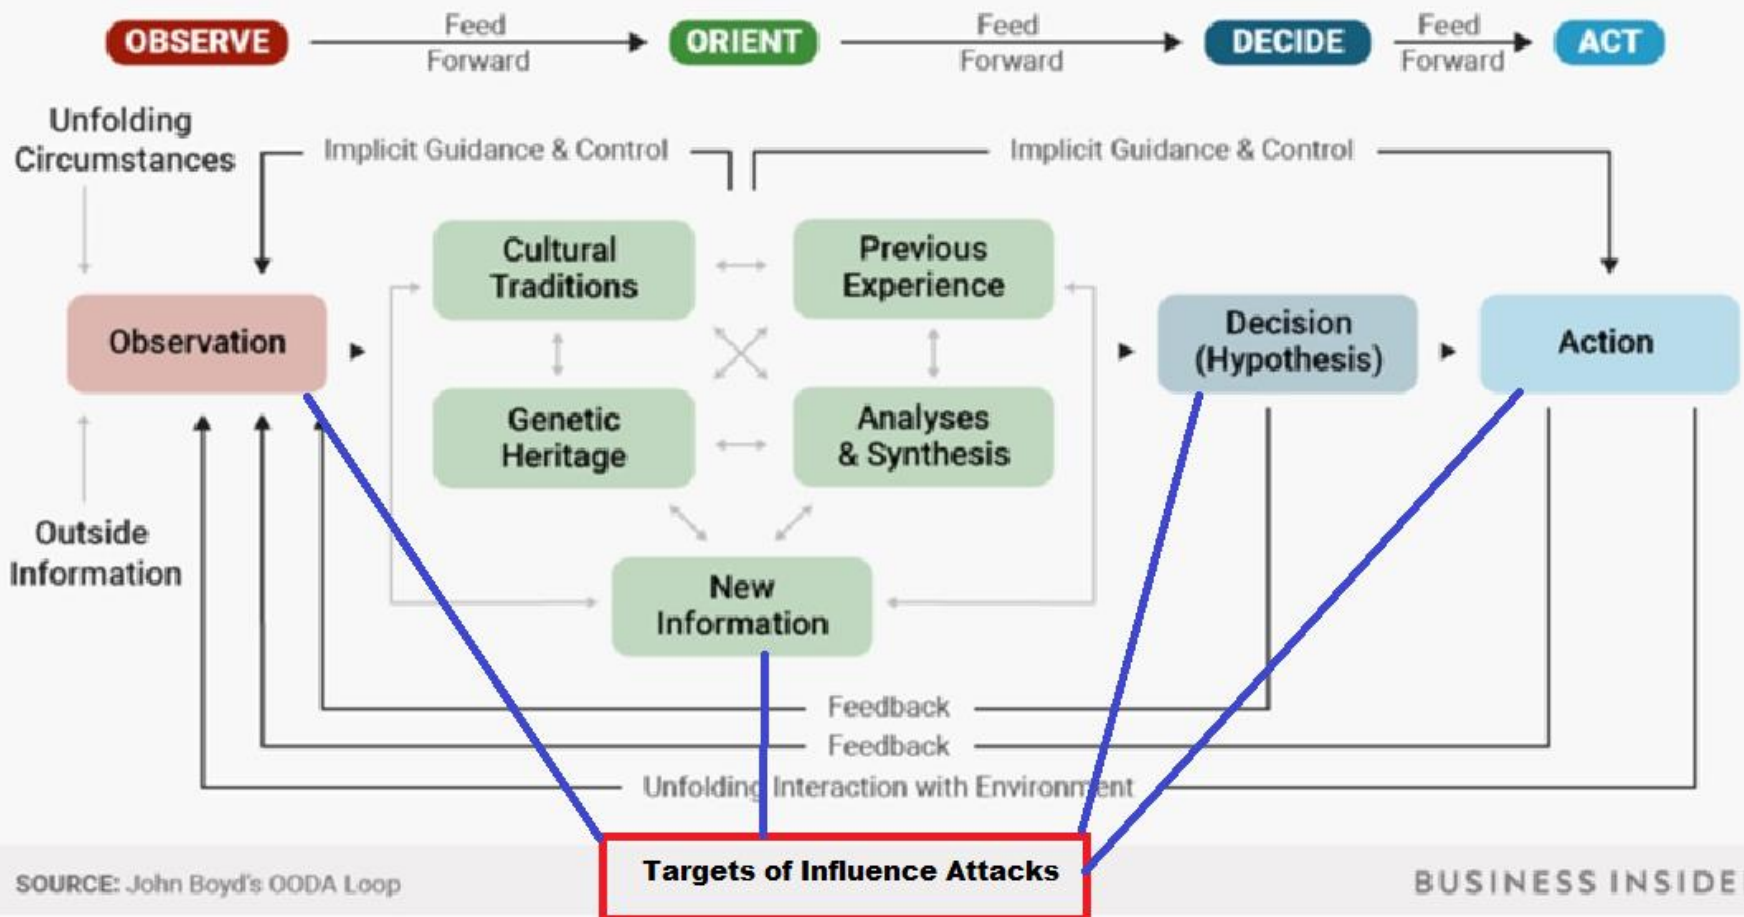 OBSERVE
Feed
Forward
ORIENT
Feed
Forward
DECIDE
Feed
Forward
ACT
Unfolding
Circumstances
Implicit Guidance & Control
Implicit Guidance & Control
Cultural
Traditions
Previous
Experience
Observation
Decision
(Hypothesis)
Action
Genetic
Heritage
Analyses
& Synthesis
Outside
Information
New
Information
Feedback
Feedback
Unfolding Interaction with Environment
Targets of Influence Attacks
SOURCE: John Boyd's OODA Loop
BUSINESS INSIDE